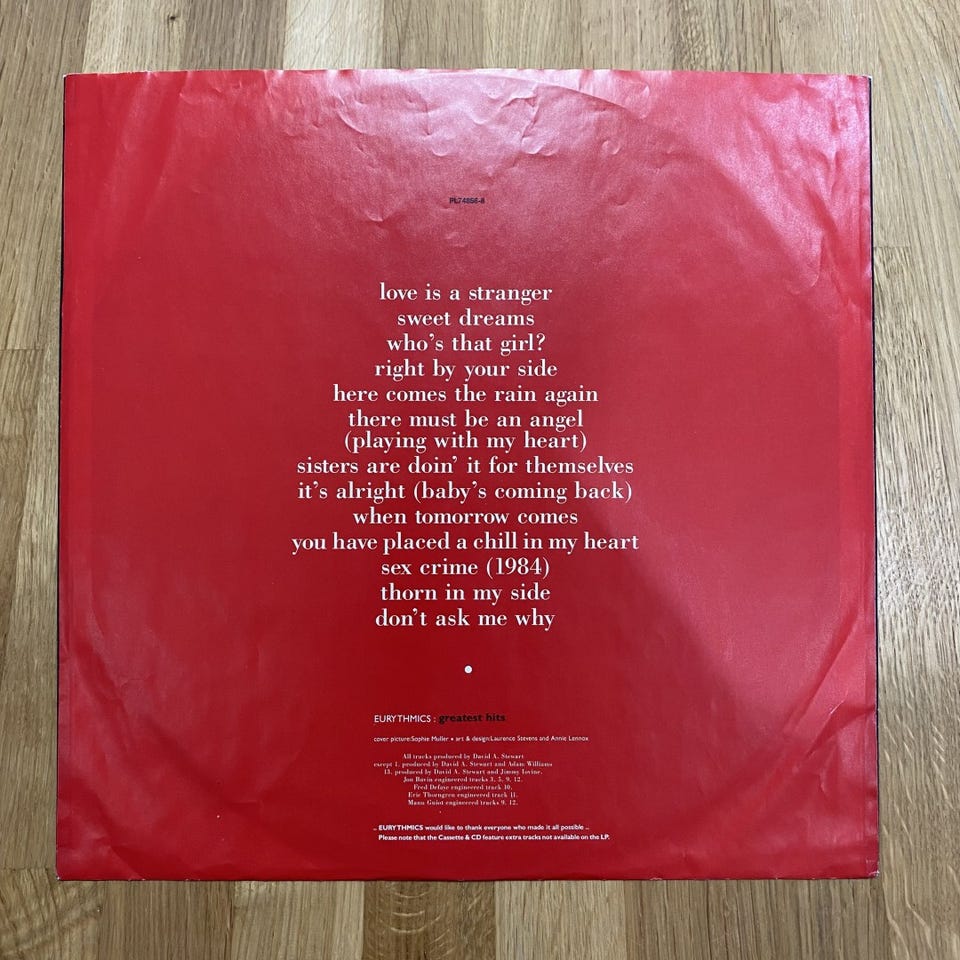 PL74856-8
love is a stranger
sweet dreams
who's that girl?
right by your side
here comes the rain again
there must be an angel
(playing with my heart)
sisters are doin' it for themselves
it's alright (baby's coming back)
when tomorrow comes
you have placed a chill in my heart
sex crime (1984)
thorn in my side
don't ask me why
EURYTHMICS : greatest hits
cover picture:Sophie Muller • art & design:Laurence Stevens and Annie Lennox
All tracks produced by David A. Stewart
except 1, produced by David A. Stewart and Adam Williams
13, produced by David A. Stewart and Jimmy Iovine.
Jon Bavin engineered tracks 3, 5, 9, 12.
Fred Defaye engineered track 10.
Eric Thorngren engineered track 11.
Manu Guiot engineered tracks 9, 12.
.. EURYTHMICS would like to thank everyone who made it all possible ..
Please note that the Cassette & CD feature extra tracks not available on the LP.